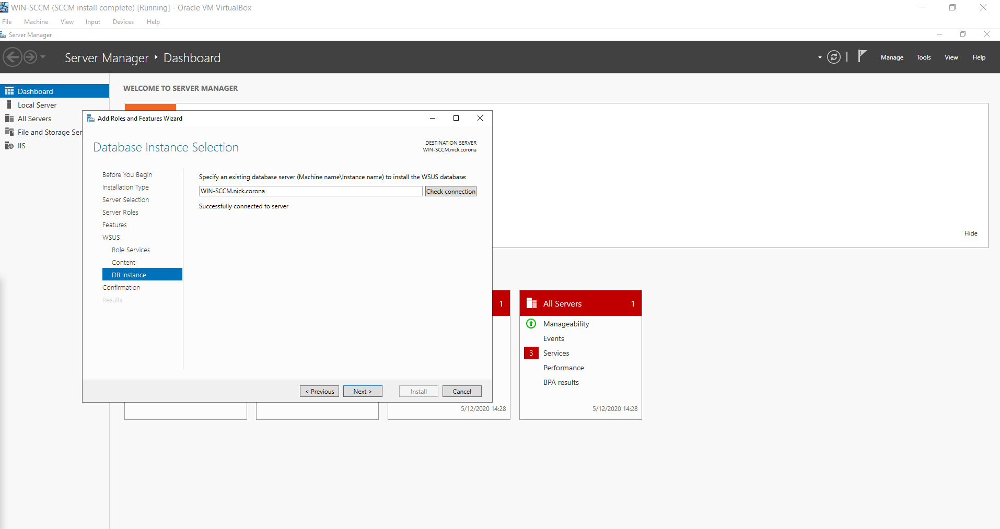 WIN-SCCM (SCCM install complete) [Running] - Oracle VM VirtualBox
File Machine View Input Devices Help
Server Manager
Server Manager Dashboard
Manage Tools View Help
Dashboard
Local Server
All Servers
File and Storage Ser
IIS
WELCOME TO SERVER MANAGER
Hide
Add Roles and Features Wizard
Database Instance Selection
DESTINATION SERVER
WIN-SCCM.nick.corona
Before You Begin
Installation Type
Server Selection
Server Roles
Features
WSUS
Role Services
Content
DB Instance
Confirmation
Results
Specify an existing database server (Machine name\Instance name) to install the WSUS database:
WIN-SCCM.nick.corona
Check connection
Successfully connected to server
< Previous Next > Install Cancel
1
5/12/2020 14:28
All Servers 1
Manageability
Events
3 Services
Performance
BPA results
5/12/2020 14:28